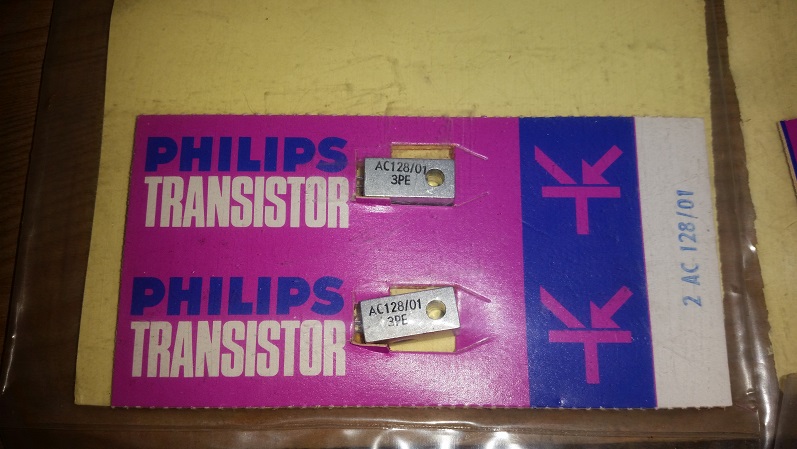 PHILIPS
TRANSISTOR
AC128/01
3PE
PHILIPS
TRANSISTOR
AC128/01
3PE
2 AC 128/01